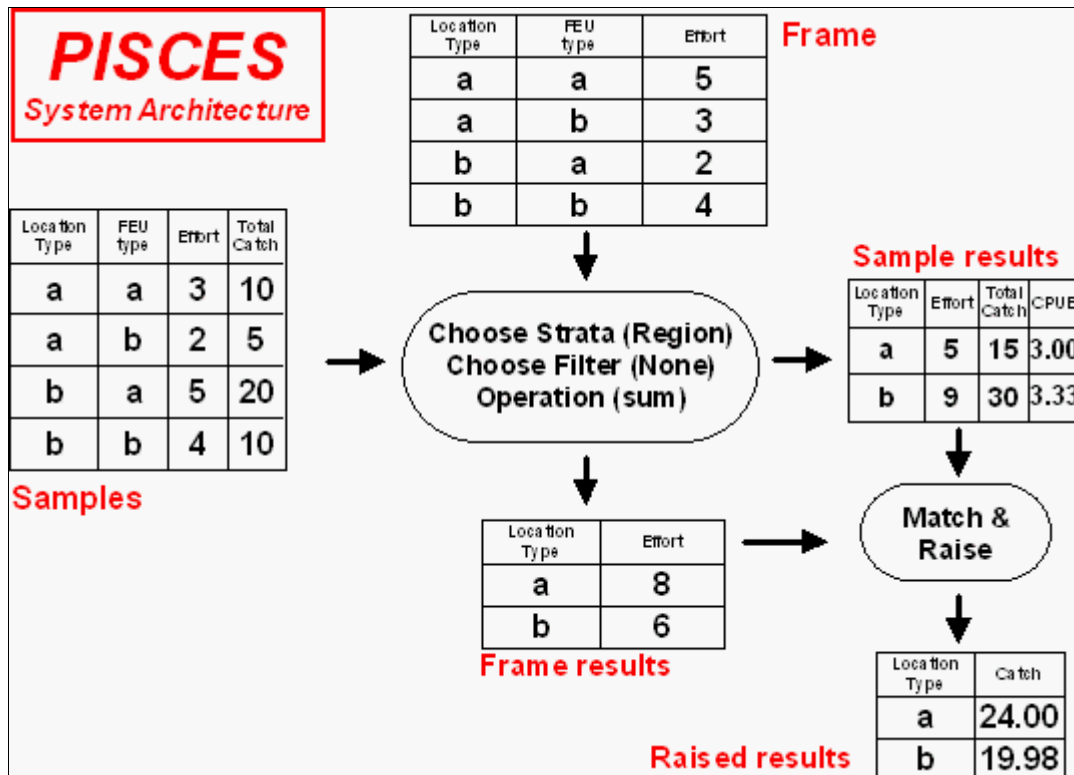 PISCES
System Architecture
Location Type FEU type Effort
a a 5
a b 3
b a 2
b b 4
Frame
Location Type FEU type Effort Total Catch
a a 3 10
a b 2 5
b a 5 20
b b 4 10
Samples
Choose Strata (Region)
Choose Filter (None)
Operation (sum)
Sample results
Location Type Effort Total Catch CPUE
a 5 15 3.00
b 9 30 3.33
Location Type Effort
a 8
b 6
Frame results
Match &
Raise
Location Type Catch
a 24.00
b 19.98
Raised results